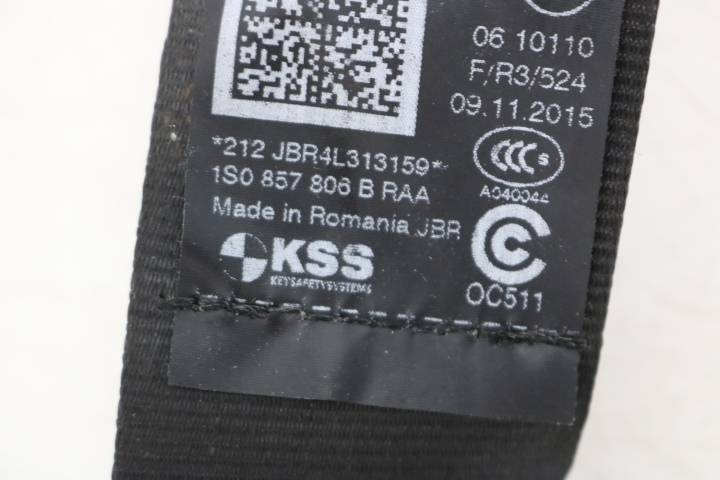 06 10110
F/R3/524
09.11.2015
*212 JBR4L313159*
1S0 857 806 B RAA
Made in Romania JBR
CCC S
A040044
KSS
KEYSAFETYSYSTEMS
C
OC511